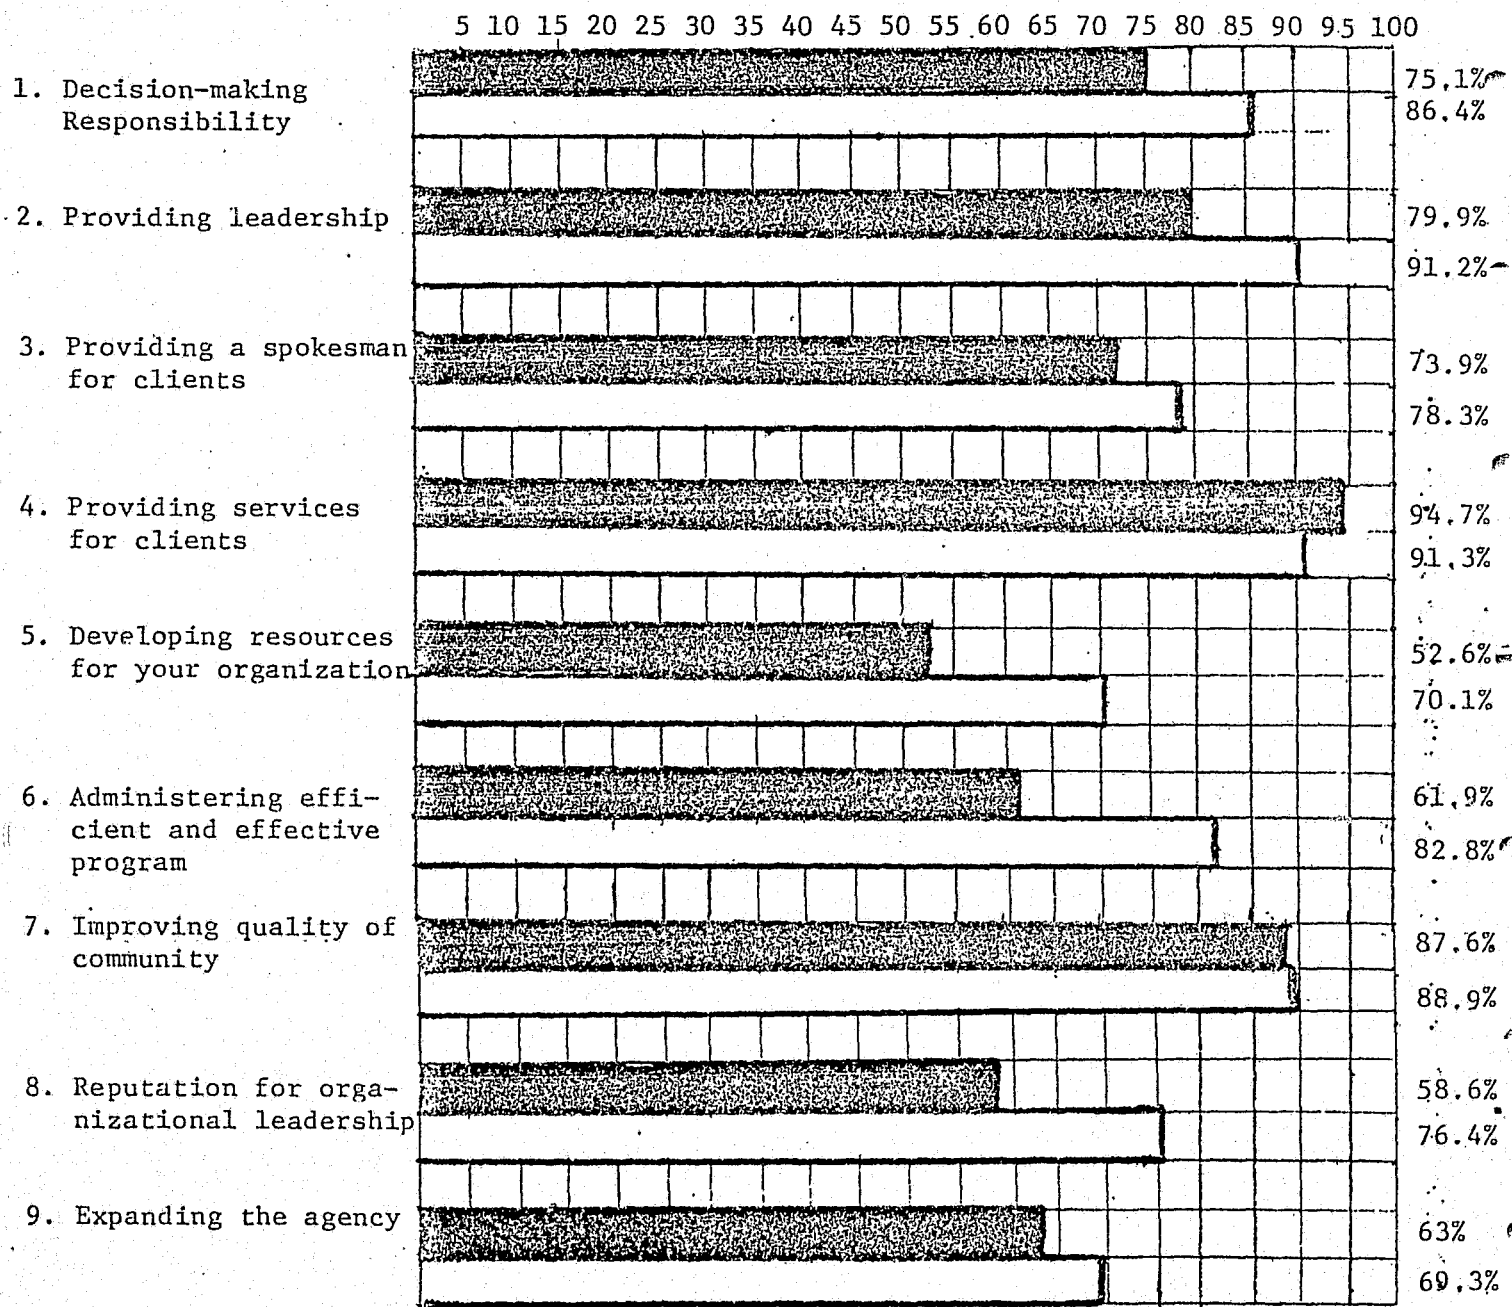 5 10 15 20 25 30 35 40 45 50 55 60 65 70 75 80 85 90 95 100
1. Decision-making
Responsibility
75.1%
86.4%
2. Providing leadership
79.9%
91.2%
3. Providing a spokesman
for clients
73.9%
78.3%
4. Providing services
for clients
94.7%
91.3%
5. Developing resources
for your organization
52.6%
70.1%
6. Administering effi-
cient and effective
program
61.9%
82.8%
7. Improving quality of
community
87.6%
88.9%
8. Reputation for orga-
nizational leadership
58.6%
76.4%
9. Expanding the agency
63%
69.3%